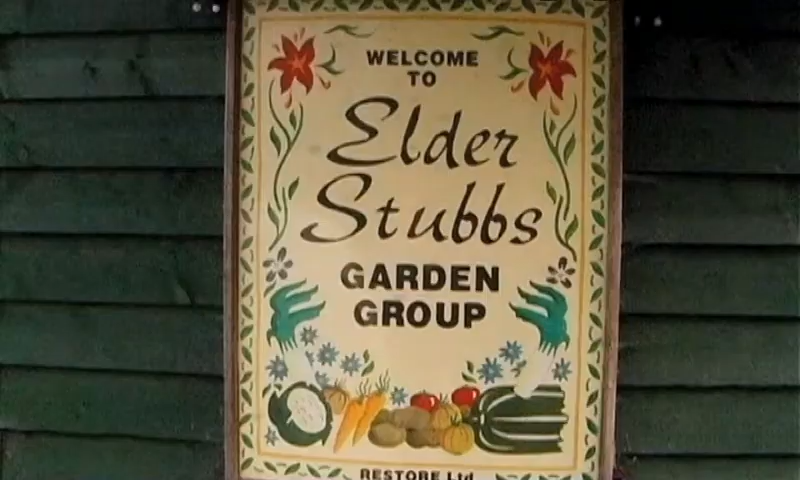 WELCOME
TO
Elder
Stubbs
GARDEN
GROUP
RESTORE Ltd